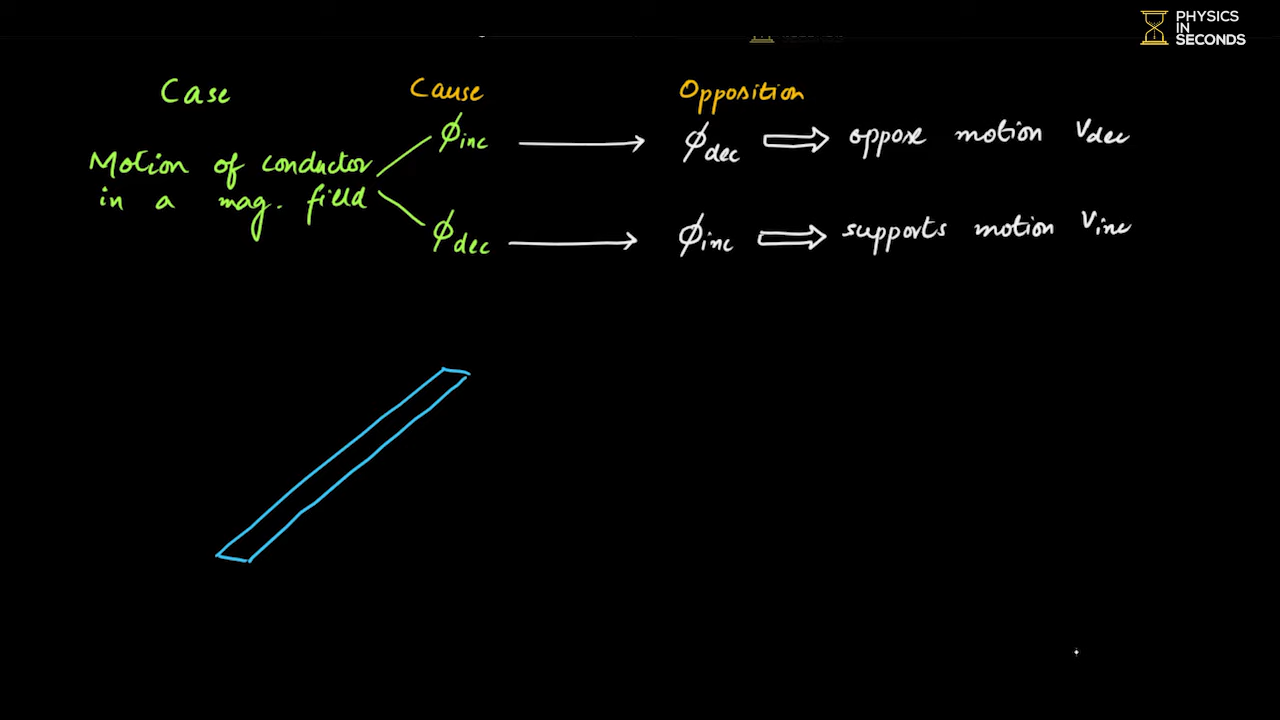 PHYSICS
IN
SECONDS
Case Cause Opposition
ϕinc ϕdec oppose motion vdec
Motion of conductor
in a mag. field
ϕdec ϕinc supports motion vinc